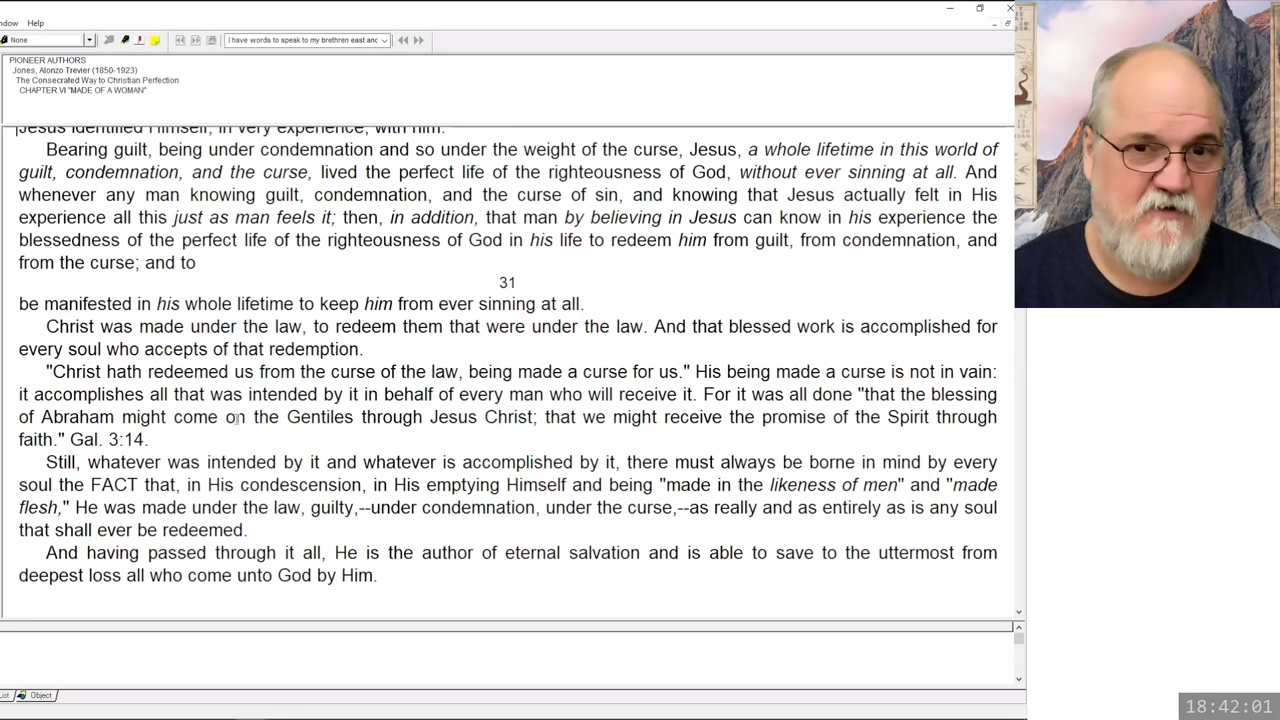 ndow Help
None
I have words to speak to my brethren east and
PIONEER AUTHORS
Jones, Alonzo Trevier (1850-1923)
The Consecrated Way to Christian Perfection
CHAPTER VI "MADE OF A WOMAN"
Jesus identified Himself, in very experience, with him.
Bearing guilt, being under condemnation and so under the weight of the curse, Jesus, a whole lifetime in this world of
guilt, condemnation, and the curse, lived the perfect life of the righteousness of God, without ever sinning at all. And
whenever any man knowing guilt, condemnation, and the curse of sin, and knowing that Jesus actually felt in His
experience all this just as man feels it; then, in addition, that man by believing in Jesus can know in his experience the
blessedness of the perfect life of the righteousness of God in his life to redeem him from guilt, from condemnation, and
from the curse; and to
31
be manifested in his whole lifetime to keep him from ever sinning at all.
Christ was made under the law, to redeem them that were under the law. And that blessed work is accomplished for
every soul who accepts of that redemption.
"Christ hath redeemed us from the curse of the law, being made a curse for us." His being made a curse is not in vain:
it accomplishes all that was intended by it in behalf of every man who will receive it. For it was all done "that the blessing
of Abraham might come on the Gentiles through Jesus Christ; that we might receive the promise of the Spirit through
faith." Gal. 3:14.
Still, whatever was intended by it and whatever is accomplished by it, there must always be borne in mind by every
soul the FACT that, in His condescension, in His emptying Himself and being "made in the likeness of men" and "made
flesh," He was made under the law, guilty,--under condemnation, under the curse,--as really and as entirely as is any soul
that shall ever be redeemed.
And having passed through it all, He is the author of eternal salvation and is able to save to the uttermost from
deepest loss all who come unto God by Him.
List Object
18:42:01